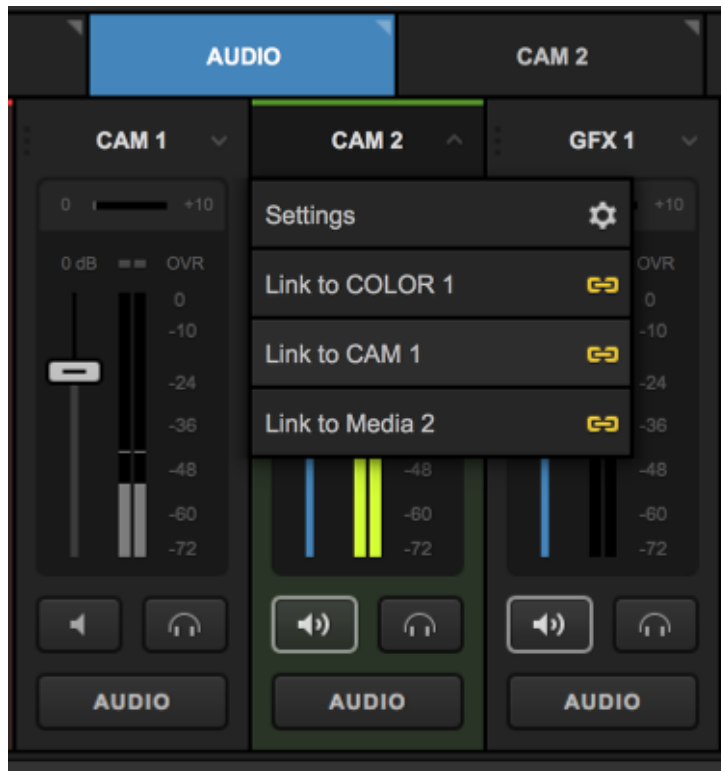 AUDIO CAM 2
CAM 1 CAM 2 GFX 1
0 +10 Settings +10
0 dB OVR Link to COLOR 1 OVR
0 0
-10 Link to CAM 1 -10
-24 -24
-36 Link to Media 2 -36
-48 -48 -48
-60 -60 -60
-72 -72 -72
AUDIO AUDIO AUDIO